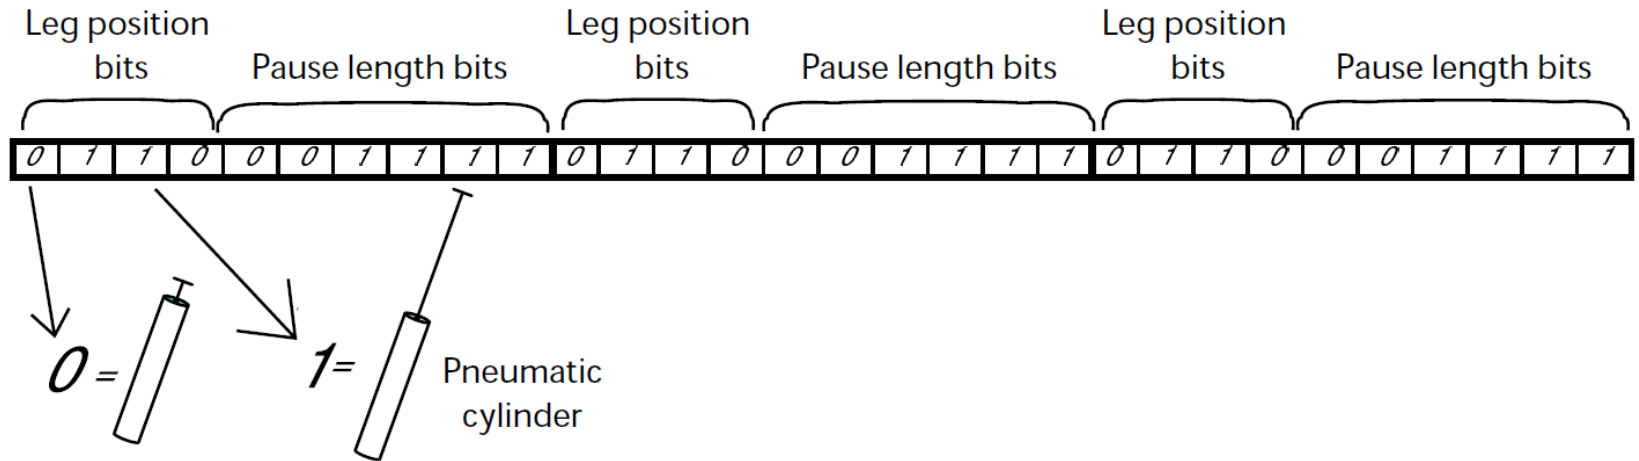 Leg position
bits
Pause length bits
Leg position
bits
Pause length bits
Leg position
bits
Pause length bits
0 1 1 0 0 0 1 1 1 1 0 1 1 0 0 0 1 1 1 1 0 1 1 0 0 0 1 1 1 1
0 =
1=
Pneumatic
cylinder